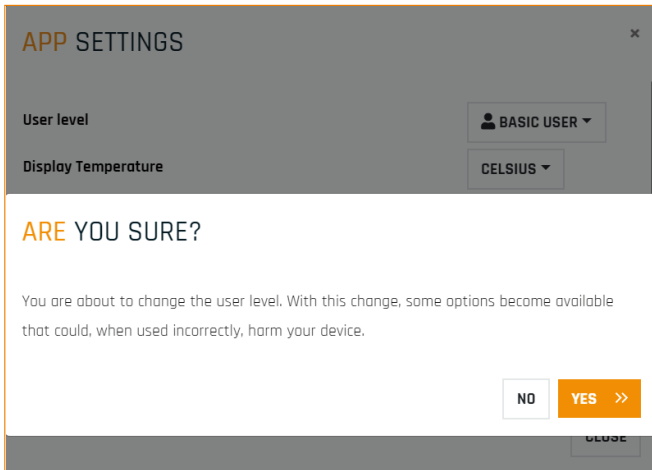 APP SETTINGS ×
User level BASIC USER
Display Temperature CELSIUS
ARE YOU SURE?
You are about to change the user level. With this change, some options become available
that could, when used incorrectly, harm your device.
NO YES >>
CLOSE